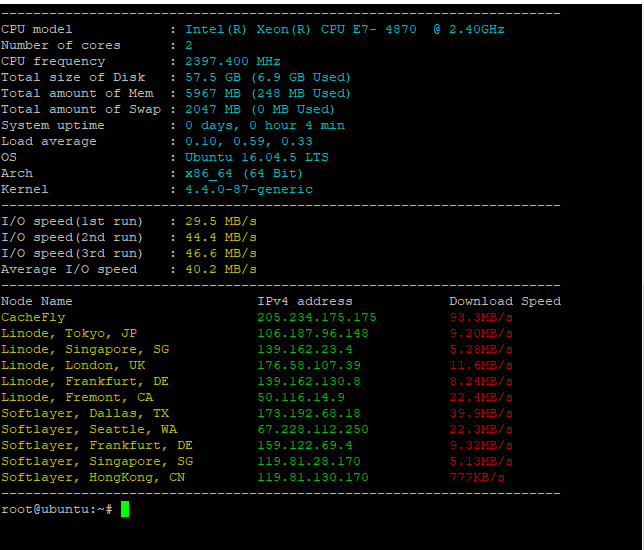 ----------------------------------------------------------------------
CPU model            : Intel(R) Xeon(R) CPU E7- 4870  @ 2.40GHz
Number of cores      : 2
CPU frequency        : 2397.400 MHz
Total size of Disk   : 57.5 GB (6.9 GB Used)
Total amount of Mem  : 5967 MB (248 MB Used)
Total amount of Swap : 2047 MB (0 MB Used)
System uptime        : 0 days, 0 hour 4 min
Load average         : 0.10, 0.59, 0.33
OS                   : Ubuntu 16.04.5 LTS
Arch                 : x86_64 (64 Bit)
Kernel               : 4.4.0-87-generic
----------------------------------------------------------------------
I/O speed(1st run)   : 29.5 MB/s
I/O speed(2nd run)   : 44.4 MB/s
I/O speed(3rd run)   : 46.6 MB/s
Average I/O speed    : 40.2 MB/s
----------------------------------------------------------------------
Node Name                       IPv4 address            Download Speed
CacheFly                        205.234.175.175         93.3MB/s
Linode, Tokyo, JP               106.187.96.148          9.20MB/s
Linode, Singapore, SG           139.162.23.4            5.28MB/s
Linode, London, UK              176.58.107.39           11.6MB/s
Linode, Frankfurt, DE           139.162.130.8           8.24MB/s
Linode, Fremont, CA             50.116.14.9             22.4MB/s
Softlayer, Dallas, TX           173.192.68.18           39.9MB/s
Softlayer, Seattle, WA          67.228.112.250          22.3MB/s
Softlayer, Frankfurt, DE        159.122.69.4            9.32MB/s
Softlayer, Singapore, SG        119.81.28.170           5.13MB/s
Softlayer, HongKong, CN         119.81.130.170          777KB/s
----------------------------------------------------------------------
root@ubuntu:~#